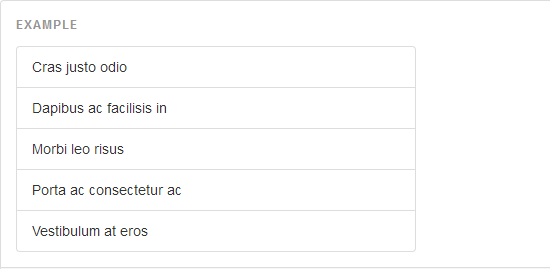 EXAMPLE
Cras justo odio
Dapibus ac facilisis in
Morbi leo risus
Porta ac consectetur ac
Vestibulum at eros